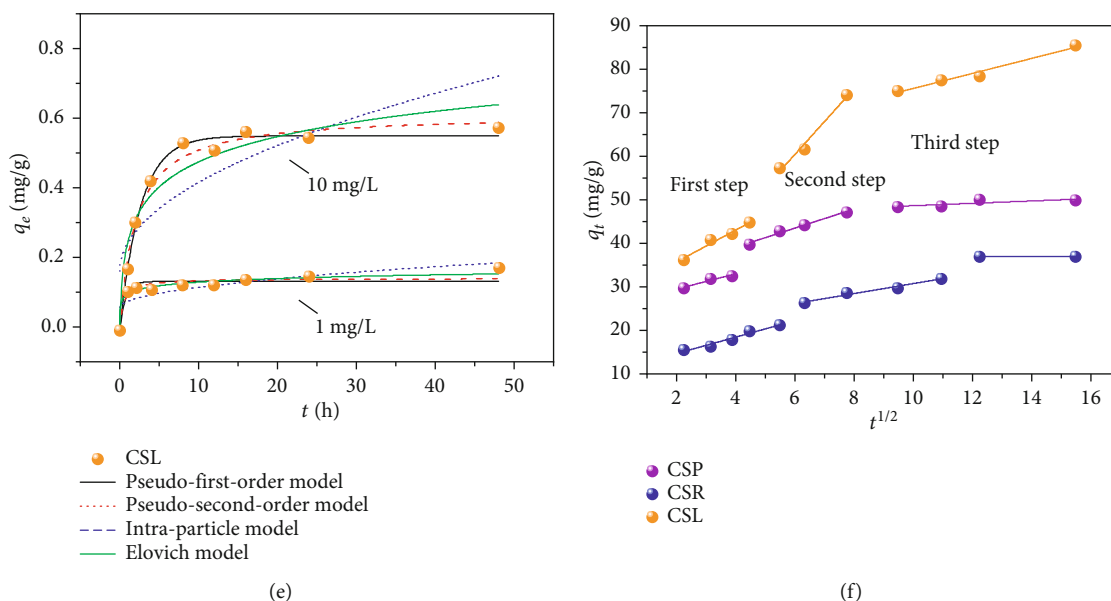 0.8
0.6
0.4
0.2
0.0
q_e (mg/g)
10 mg/L
1 mg/L
0 10 20 30 40 50
t (h)
CSL
Pseudo-first-order model
Pseudo-second-order model
Intra-particle model
Elovich model
(e)
90
80
70
60
50
40
30
20
10
q_t (mg/g)
First step
Second step
Third step
2 4 6 8 10 12 14 16
t^{1/2}
CSP
CSR
CSL
(f)